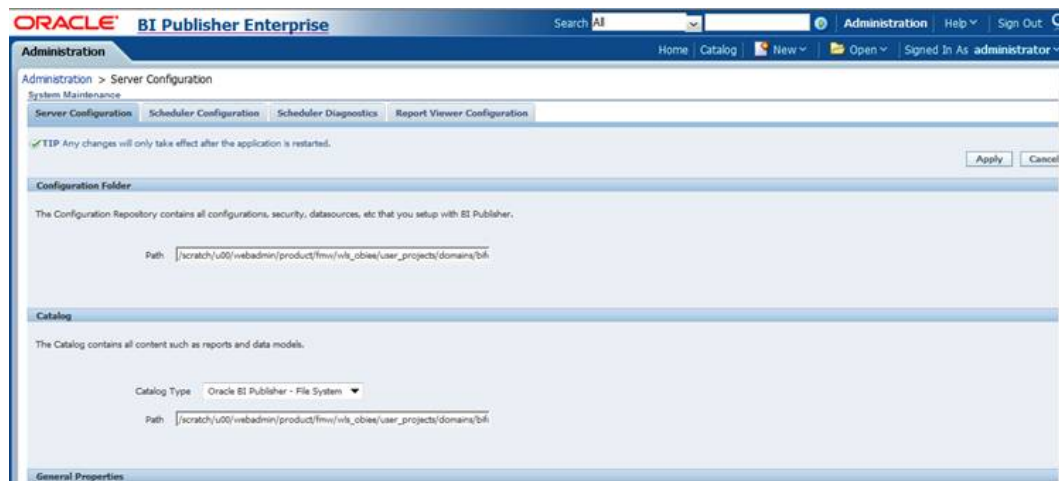 ORACLE® BI Publisher Enterprise Search All Administration Help Sign Out
Administration Home Catalog New Open Signed In As administrator
Administration > Server Configuration
System Maintenance
Server Configuration Scheduler Configuration Scheduler Diagnostics Report Viewer Configuration
TIP Any changes will only take effect after the application is restarted.
Apply Cancel
Configuration Folder
The Configuration Repository contains all configurations, security, datasources, etc that you setup with BI Publisher.
Path /scratch/u00/webadmin/product/fmw/wls_obiee/user_projects/domains/bifi
Catalog
The Catalog contains all content such as reports and data models.
Catalog Type Oracle BI Publisher - File System
Path /scratch/u00/webadmin/product/fmw/wls_obiee/user_projects/domains/bifi
General Properties